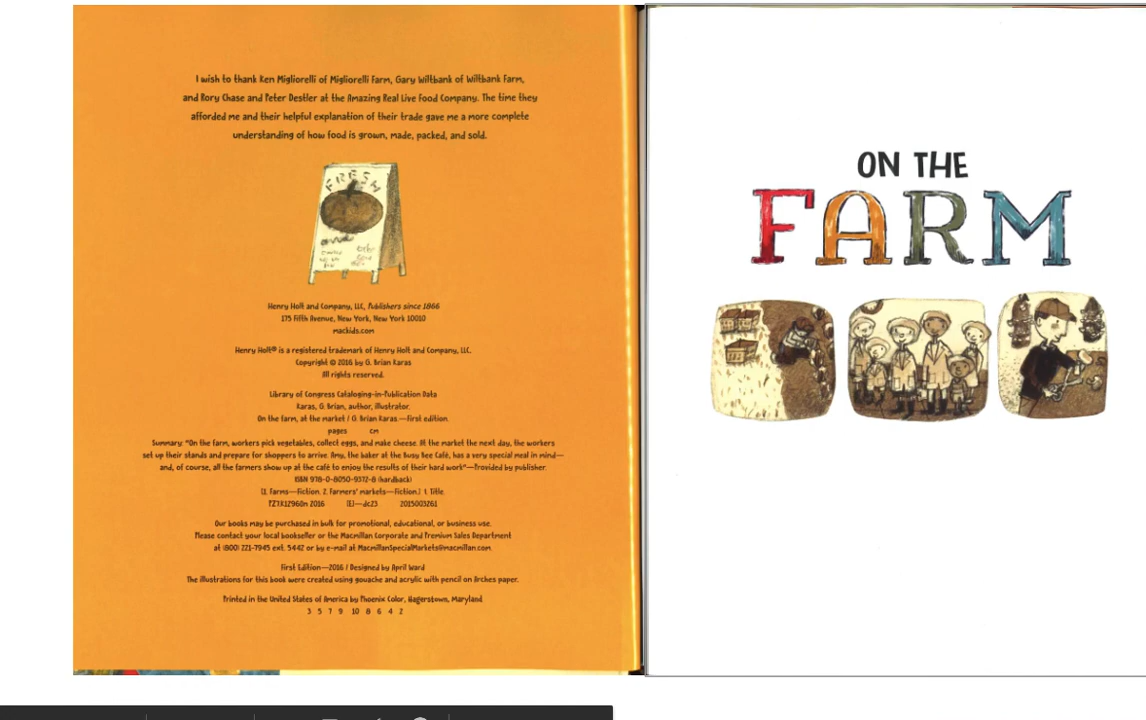 I wish to thank Ken Migliorelli of Migliorelli Farm, Gary Wiltbank of Wiltbank Farm,
and Rory Chase and Peter Destler at the Amazing Real Live Food Company. The time they
afforded me and their helpful explanation of their trade gave me a more complete
understanding of how food is grown, made, packed, and sold.
FRESH
and
Henry Holt and Company, LLC, Publishers since 1866
175 Fifth Avenue, New York, New York 10010
mackids.com
Henry Holt® is a registered trademark of Henry Holt and Company, LLC.
Copyright © 2016 by G. Brian Karas
All rights reserved.
Library of Congress Cataloging-in-Publication Data
Karas, G. Brian, author, illustrator.
On the farm, at the market / G. Brian Karas.—First edition.
pages cm
Summary: "On the farm, workers pick vegetables, collect eggs, and make cheese. At the market the next day, the workers
set up their stands and prepare for shoppers to arrive. Amy, the baker at the Busy Bee Café, has a very special meal in mind—
and, of course, all the farmers show up at the café to enjoy the results of their hard work"—Provided by publisher.
ISBN 978-0-8050-9372-8 (hardback)
[1. Farms—Fiction. 2. Farmers' markets—Fiction.] I. Title.
PZ7.K12960n 2016 [E]—dc23 2015003261
Our books may be purchased in bulk for promotional, educational, or business use.
Please contact your local bookseller or the Macmillan Corporate and Premium Sales Department
at (800) 221-7945 ext. 5442 or by e-mail at MacmillanSpecialMarkets@macmillan.com.
First Edition—2016 / Designed by April Ward
The illustrations for this book were created using gouache and acrylic with pencil on Arches paper.
Printed in the United States of America by Phoenix Color, Hagerstown, Maryland
3 5 7 9 10 8 6 4 2
ON THE
FARM